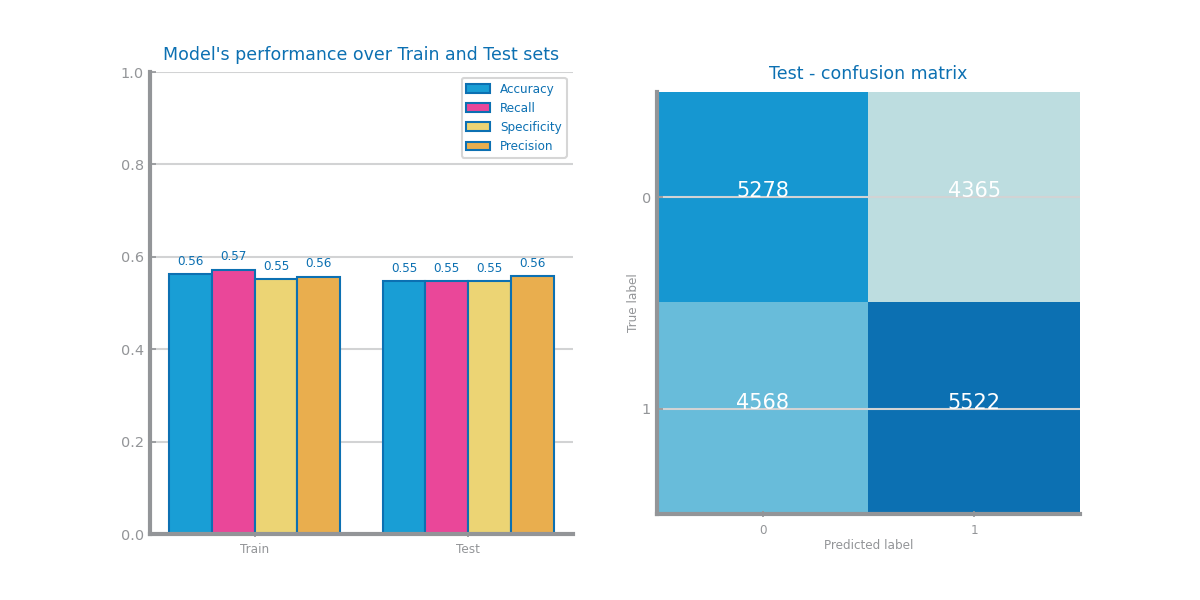 Model's performance over Train and Test sets
1.0
0.8
0.6
0.4
0.2
0.0
Accuracy
Recall
Specificity
Precision
0.56
0.57
0.55
0.56
0.55
0.55
0.55
0.56
Train
Test
Test - confusion matrix
True label
0
1
5278
4365
4568
5522
0
1
Predicted label